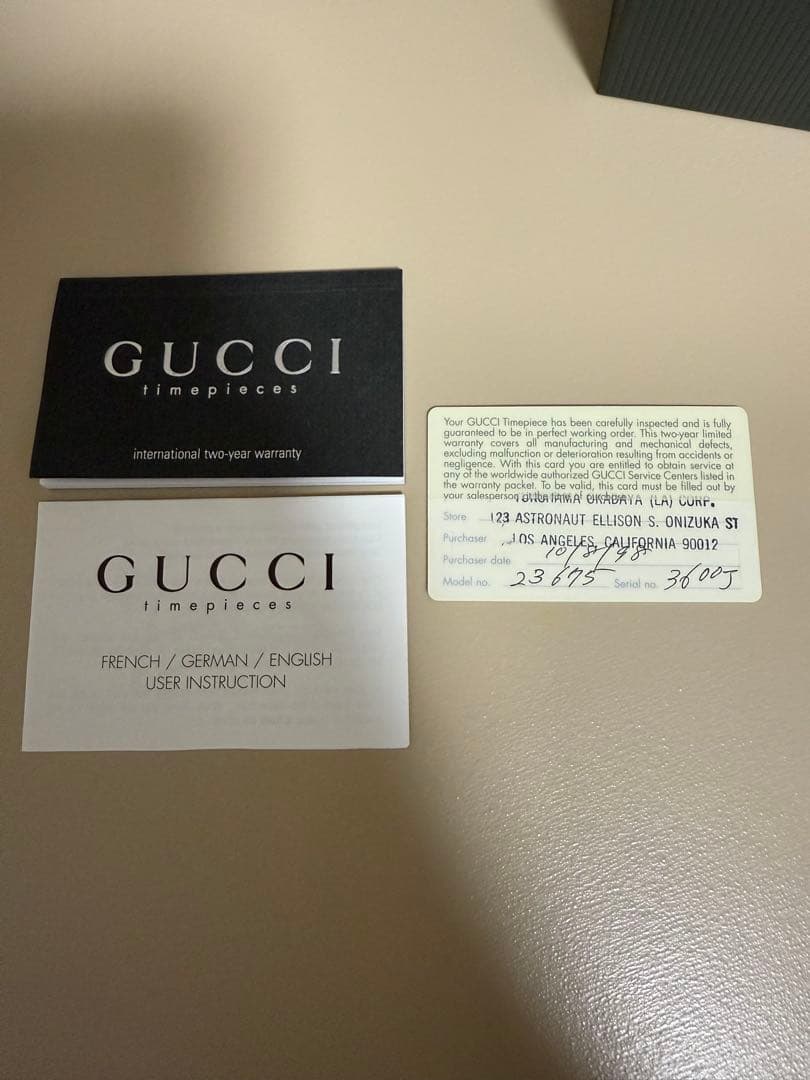 GUCCI
timepieces
international two-year warranty
GUCCI
timepieces
FRENCH / GERMAN / ENGLISH
USER INSTRUCTION
Your GUCCI Timepiece has been carefully inspected and is fully
guaranteed to be in perfect working order. This two-year limited
warranty covers all manufacturing and mechanical defects,
excluding malfunction or deterioration resulting from accidents or
negligence. With this card you are entitled to obtain service at
any of the worldwide authorized GUCCI Service Centers listed in
the warranty packet. To be valid, this card must be filled out by
your salesperson
OKADAYA (LA) CORP.
Store 123 ASTRONAUT ELLISON S. ONIZUKA ST
Purchaser LOS ANGELES, CALIFORNIA 90012
Purchaser date 10/8/98
Model no. 23675 Serial no.